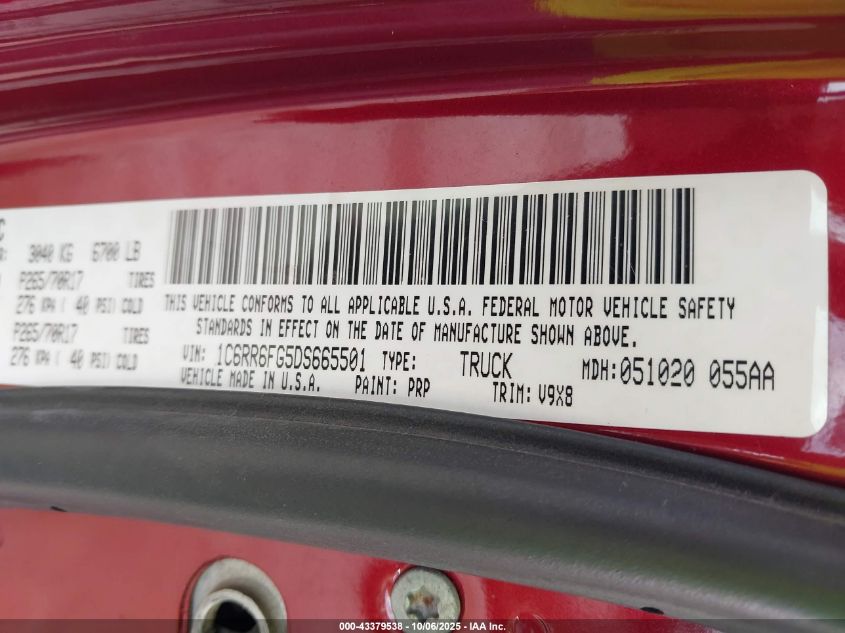 3040 KG 6700 LB
P265/70R17 TIRES
276 KPA ( 40 PSI) COLD
P265/70R17 TIRES
276 KPA ( 40 PSI) COLD
THIS VEHICLE CONFORMS TO ALL APPLICABLE U.S.A. FEDERAL MOTOR VEHICLE SAFETY
STANDARDS IN EFFECT ON THE DATE OF MANUFACTURE SHOWN ABOVE.
VIN: 1C6RR6FG5DS665501 TYPE: TRUCK MDH:051020 055AA
VEHICLE MADE IN U.S.A. PAINT: PRP TRIM: V9X8
000-43379538 - 10/06/2025 - IAA Inc.